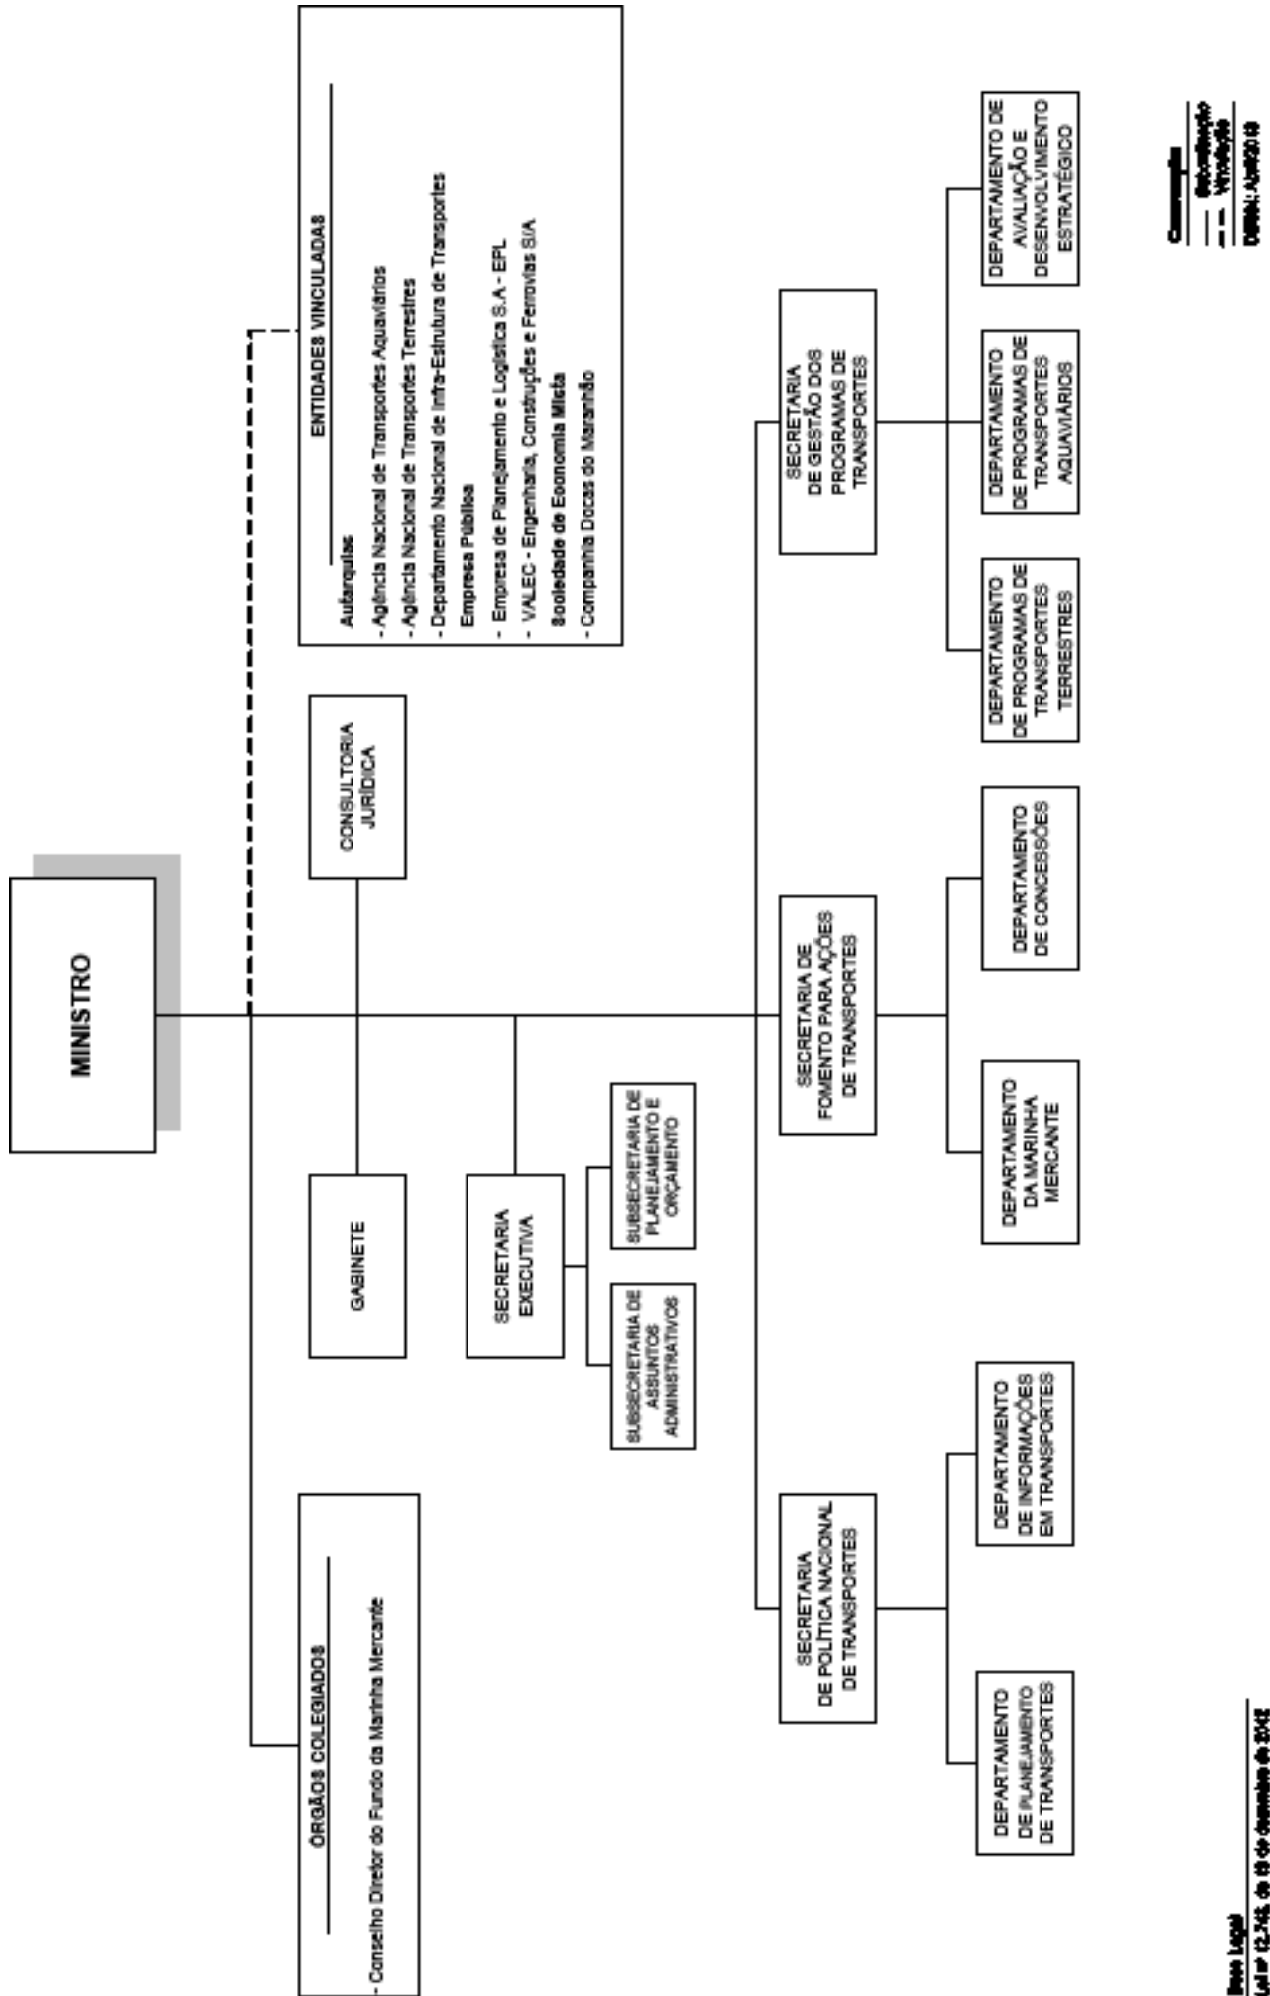 MINISTRO
ÓRGÃOS COLEGIADOS
- Conselho Diretor do Fundo da Marinha Mercante
GABINETE
CONSULTORIA
JURÍDICA
ENTIDADES VINCULADAS
Autarquias
- Agência Nacional de Transportes Aquaviários
- Agência Nacional de Transportes Terrestres
- Departamento Nacional de Infra-Estrutura de Transportes
Empresa Pública
- Empresa de Planejamento e Logística S.A - EPL
- VALEC - Engenharia, Construções e Ferrovias S/A
Sociedade de Economia Mista
- Companhia Docas do Maranhão
SECRETARIA
EXECUTIVA
SUBSECRETARIA DE
ASSUNTOS
ADMINISTRATIVOS
SUBSECRETARIA DE
PLANEJAMENTO E
ORÇAMENTO
SECRETARIA
DE POLÍTICA NACIONAL
DE TRANSPORTES
SECRETARIA DE
FOMENTO PARA AÇÕES
DE TRANSPORTES
SECRETARIA
DE GESTÃO DOS
PROGRAMAS DE
TRANSPORTES
DEPARTAMENTO
DE PLANEJAMENTO
DE TRANSPORTES
DEPARTAMENTO
DE INFORMAÇÕES
EM TRANSPORTES
DEPARTAMENTO
DA MARINHA
MERCANTE
DEPARTAMENTO
DE CONCESSÕES
DEPARTAMENTO
DE PROGRAMAS DE
TRANSPORTES
TERRESTRES
DEPARTAMENTO
DE PROGRAMAS DE
TRANSPORTES
AQUAVIÁRIOS
DEPARTAMENTO DE
AVALIAÇÃO E
DESENVOLVIMENTO
ESTRATÉGICO
Subordinação
Vinculação
Base Legal
de dezembro de